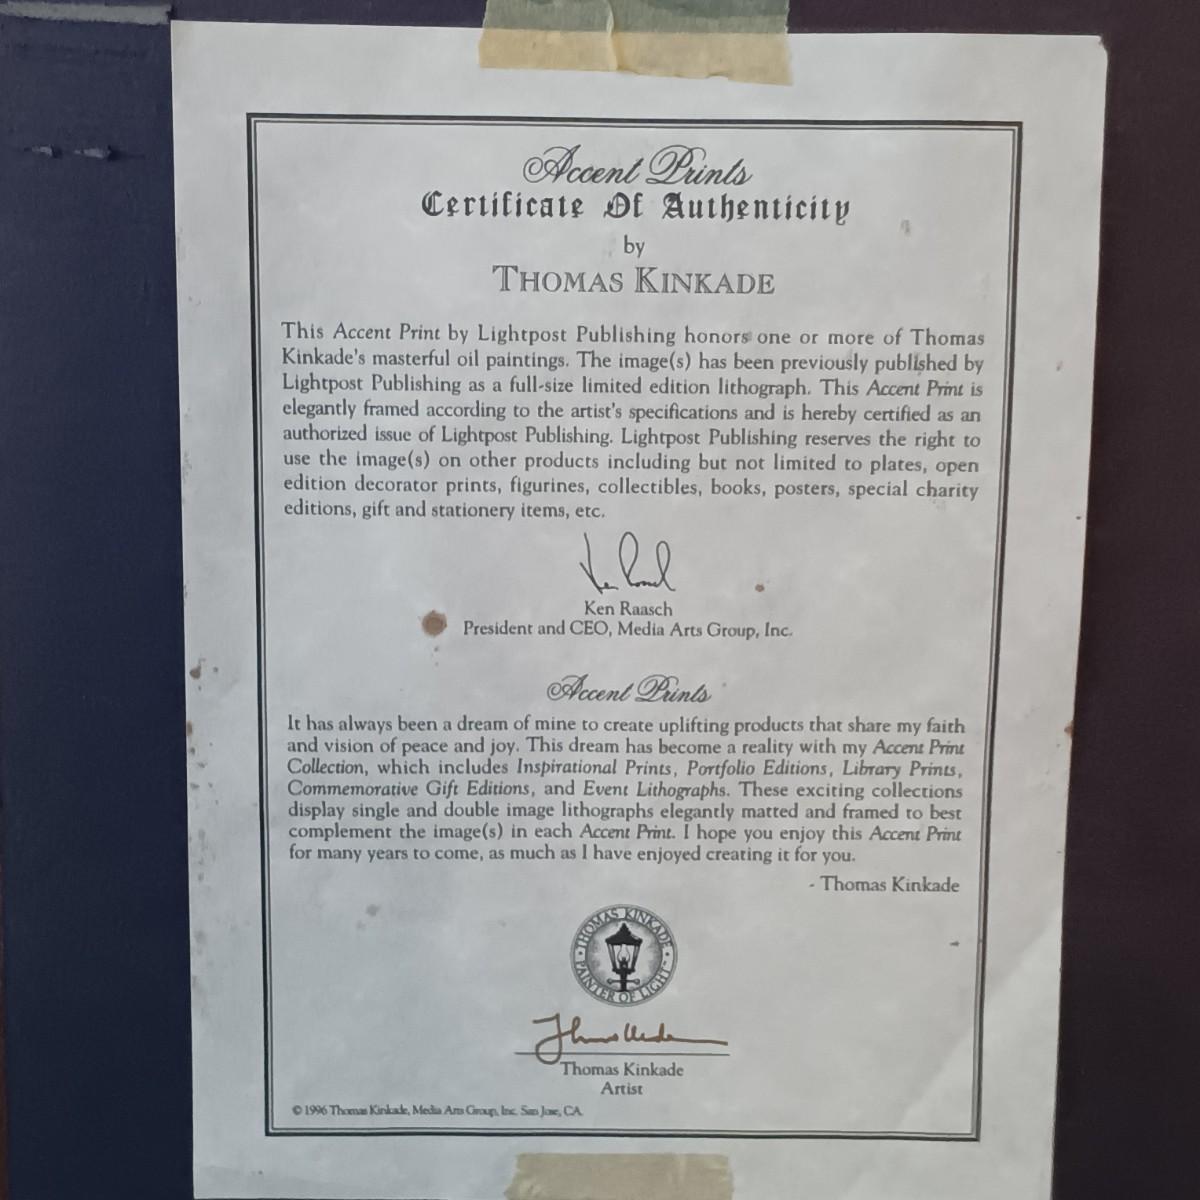 Accent Prints
Certificate Of Authenticity
by
THOMAS KINKADE
This Accent Print by Lightpost Publishing honors one or more of Thomas
Kinkade's masterful oil paintings. The image(s) has been previously published by
Lightpost Publishing as a full-size limited edition lithograph. This Accent Print is
elegantly framed according to the artist's specifications and is hereby certified as an
authorized issue of Lightpost Publishing. Lightpost Publishing reserves the right to
use the image(s) on other products including but not limited to plates, open
edition decorator prints, figurines, collectibles, books, posters, special charity
editions, gift and stationery items, etc.
Ken Raasch
President and CEO, Media Arts Group, Inc.
Accent Prints
It has always been a dream of mine to create uplifting products that share my faith
and vision of peace and joy. This dream has become a reality with my Accent Print
Collection, which includes Inspirational Prints, Portfolio Editions, Library Prints,
Commemorative Gift Editions, and Event Lithographs. These exciting collections
display single and double image lithographs elegantly matted and framed to best
complement the image(s) in each Accent Print. I hope you enjoy this Accent Print
for many years to come, as much as I have enjoyed creating it for you.
- Thomas Kinkade
THOMAS KINKADE
PAINTER OF LIGHT
Thomas Kinkade
Artist
© 1996 Thomas Kinkade, Media Arts Group, Inc. San Jose, CA